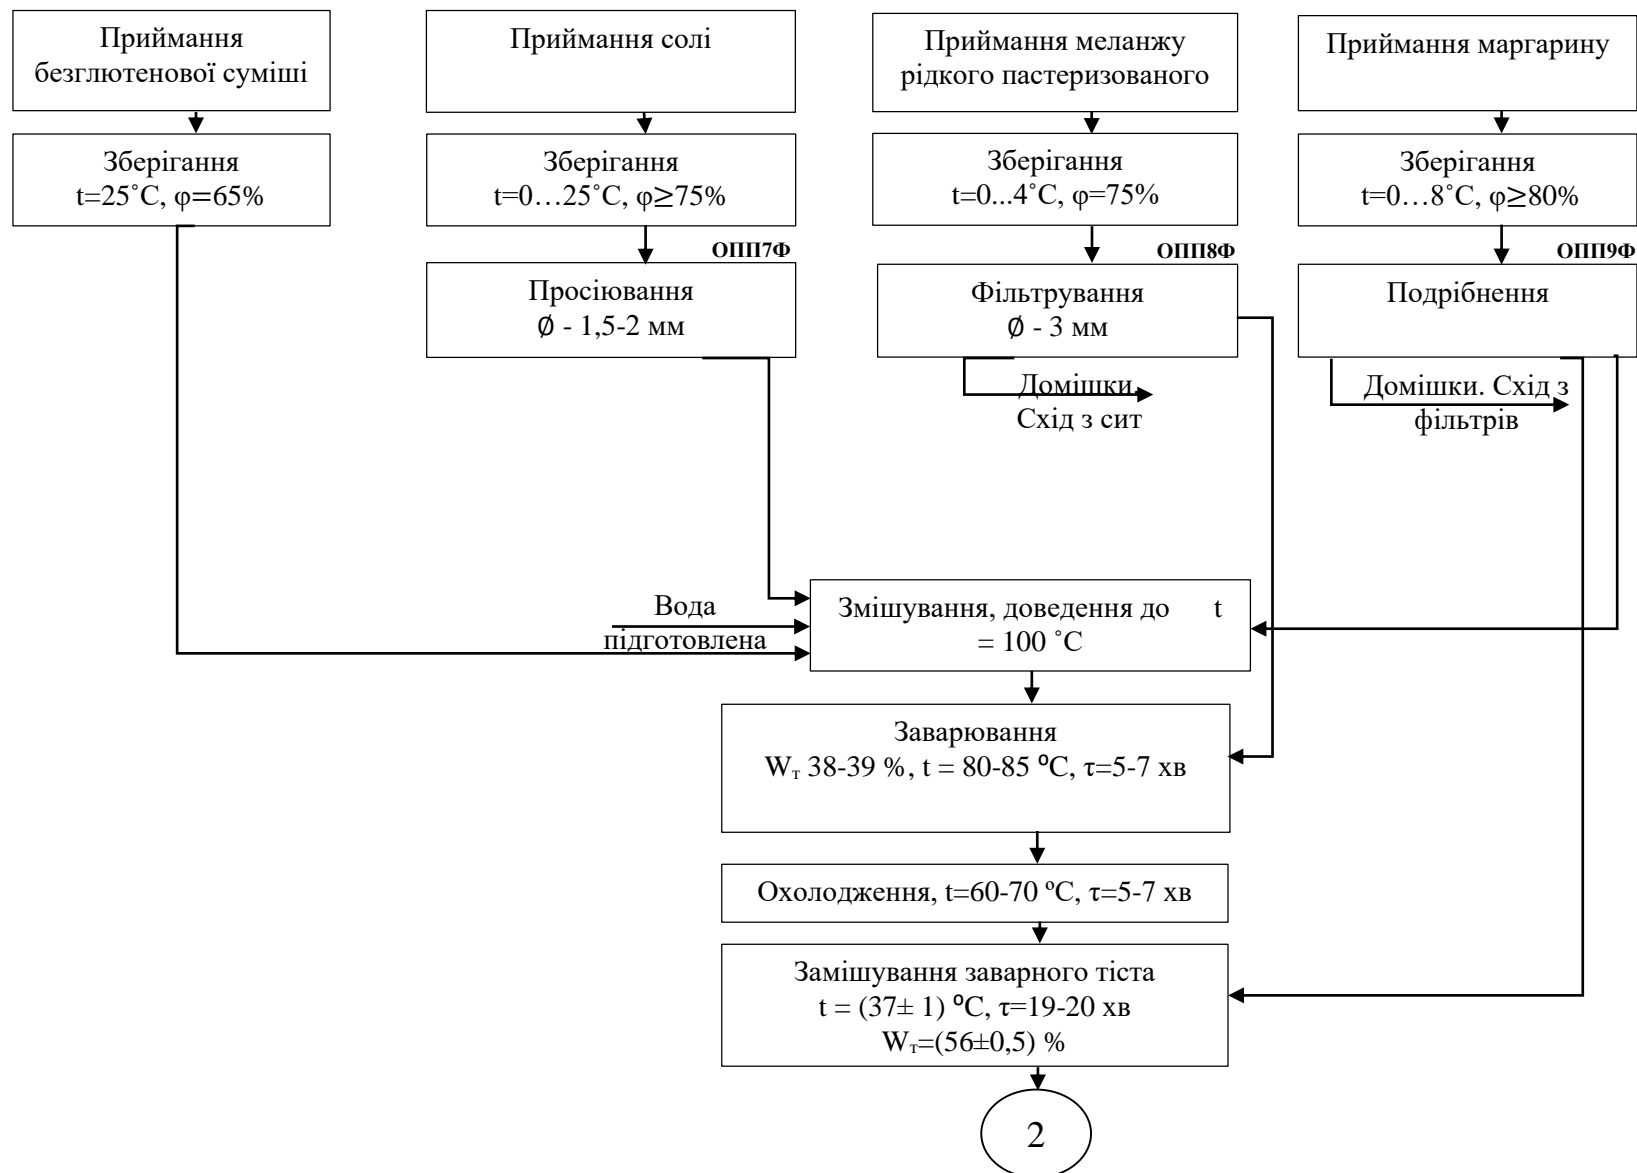 Приймання
безглютенової суміші
Приймання солі
Приймання меланжу
рідкого пастеризованого
Приймання маргарину
Зберігання
t=25˚С, φ=65%
Зберігання
t=0…25˚С, φ≥75%
Зберігання
t=0...4˚С, φ=75%
Зберігання
t=0…8˚С, φ≥80%
ОПП7Ф
ОПП8Ф
ОПП9Ф
Просіювання
Ø - 1,5-2 мм
Фільтрування
Ø - 3 мм
Подрібнення
Домішки.
Схід з сит
Домішки. Схід з
фільтрів
Вода
підготовлена
Змішування, доведення до t
= 100 ˚С
Заварювання
Wт 38-39 %, t = 80-85 ⁰С, τ=5-7 хв
Охолодження, t=60-70 ºС, τ=5-7 хв
Замішування заварного тіста
t = (37± 1) ⁰С, τ=19-20 хв
Wт=(56±0,5) %
2